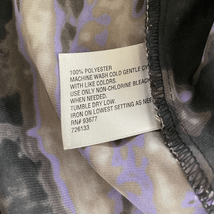 100% POLYESTER
MACHINE WASH COLD GENTLE CY
WITH LIKE COLORS.
USE ONLY NON-CHLORINE BLEACH
WHEN NEEDED.
TUMBLE DRY LOW.
IRON ON LOWEST SETTING AS NEEDED
RN# 93677
726133